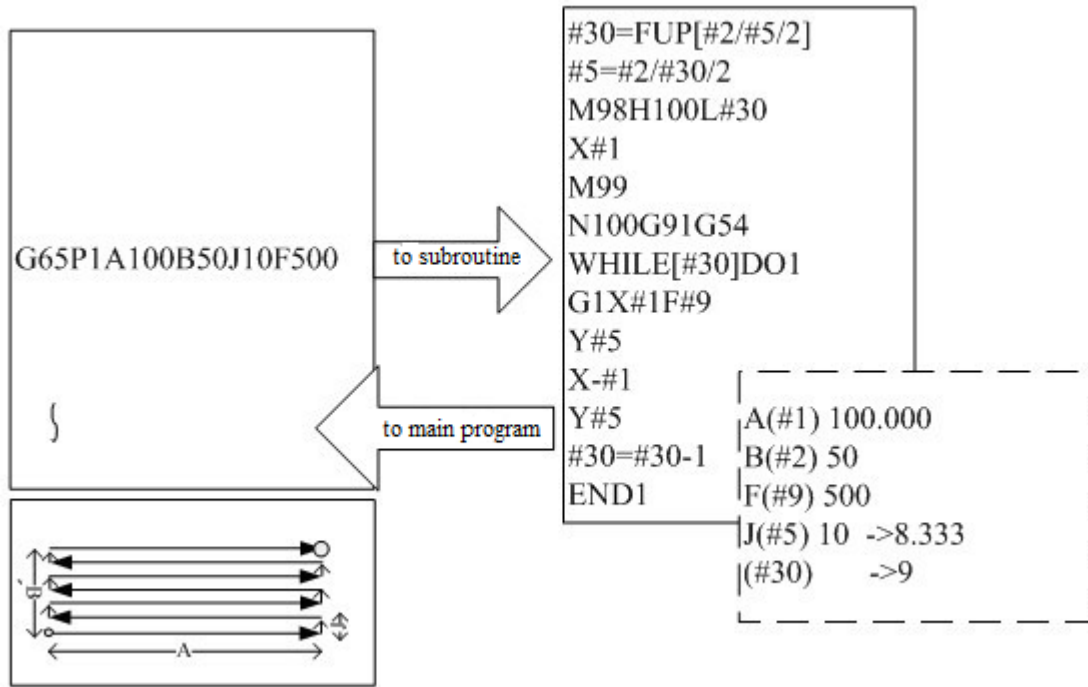 G65P1A100B50J10F500
to subroutine
to main program
#30=FUP[#2/#5/2]
#5=#2/#30/2
M98H100L#30
X#1
M99
N100G91G54
WHILE[#30]DO1
G1X#1F#9
Y#5
X-#1
Y#5
#30=#30-1
END1
A(#1) 100.000
B(#2) 50
F(#9) 500
J(#5) 10 ->8.333
(#30) ->9
B
A
J